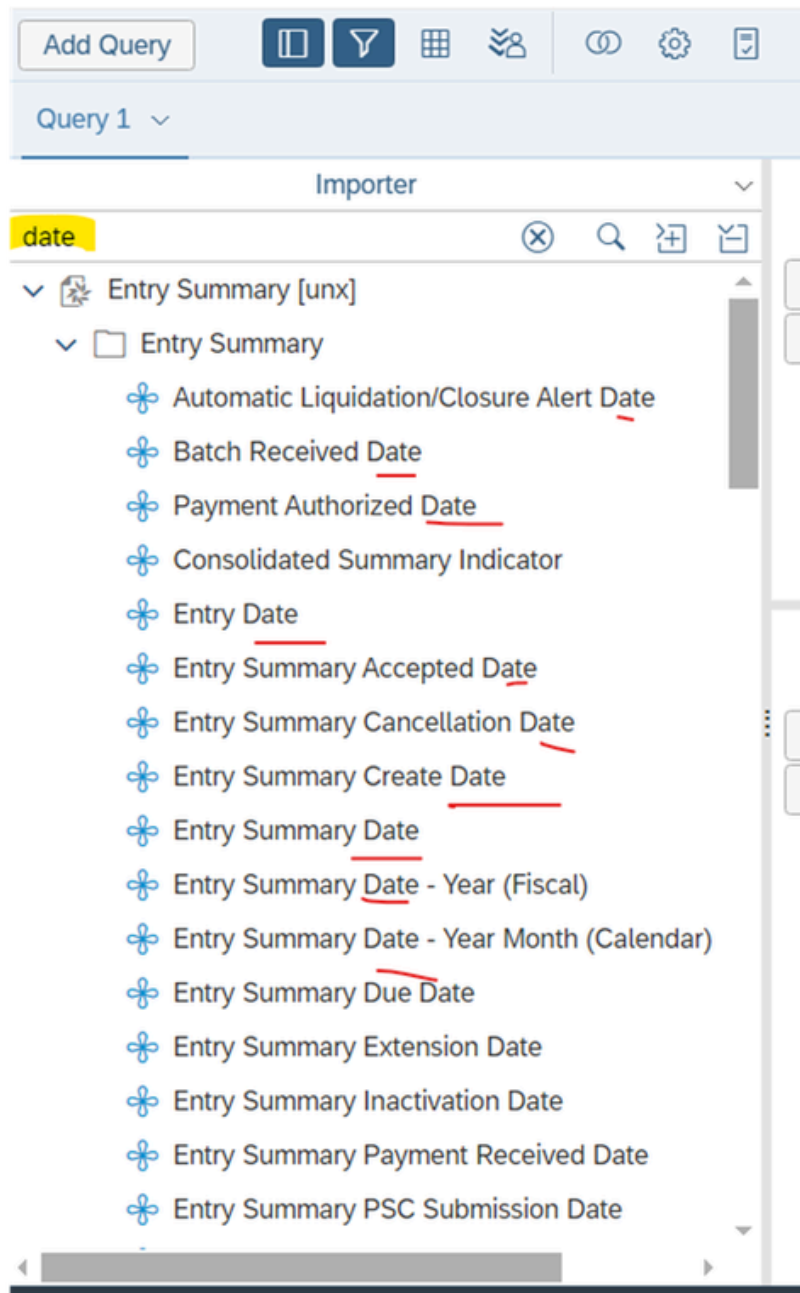 Add Query
Query 1
Importer
date
Entry Summary [unx]
Entry Summary
Automatic Liquidation/Closure Alert Date
Batch Received Date
Payment Authorized Date
Consolidated Summary Indicator
Entry Date
Entry Summary Accepted Date
Entry Summary Cancellation Date
Entry Summary Create Date
Entry Summary Date
Entry Summary Date - Year (Fiscal)
Entry Summary Date - Year Month (Calendar)
Entry Summary Due Date
Entry Summary Extension Date
Entry Summary Inactivation Date
Entry Summary Payment Received Date
Entry Summary PSC Submission Date